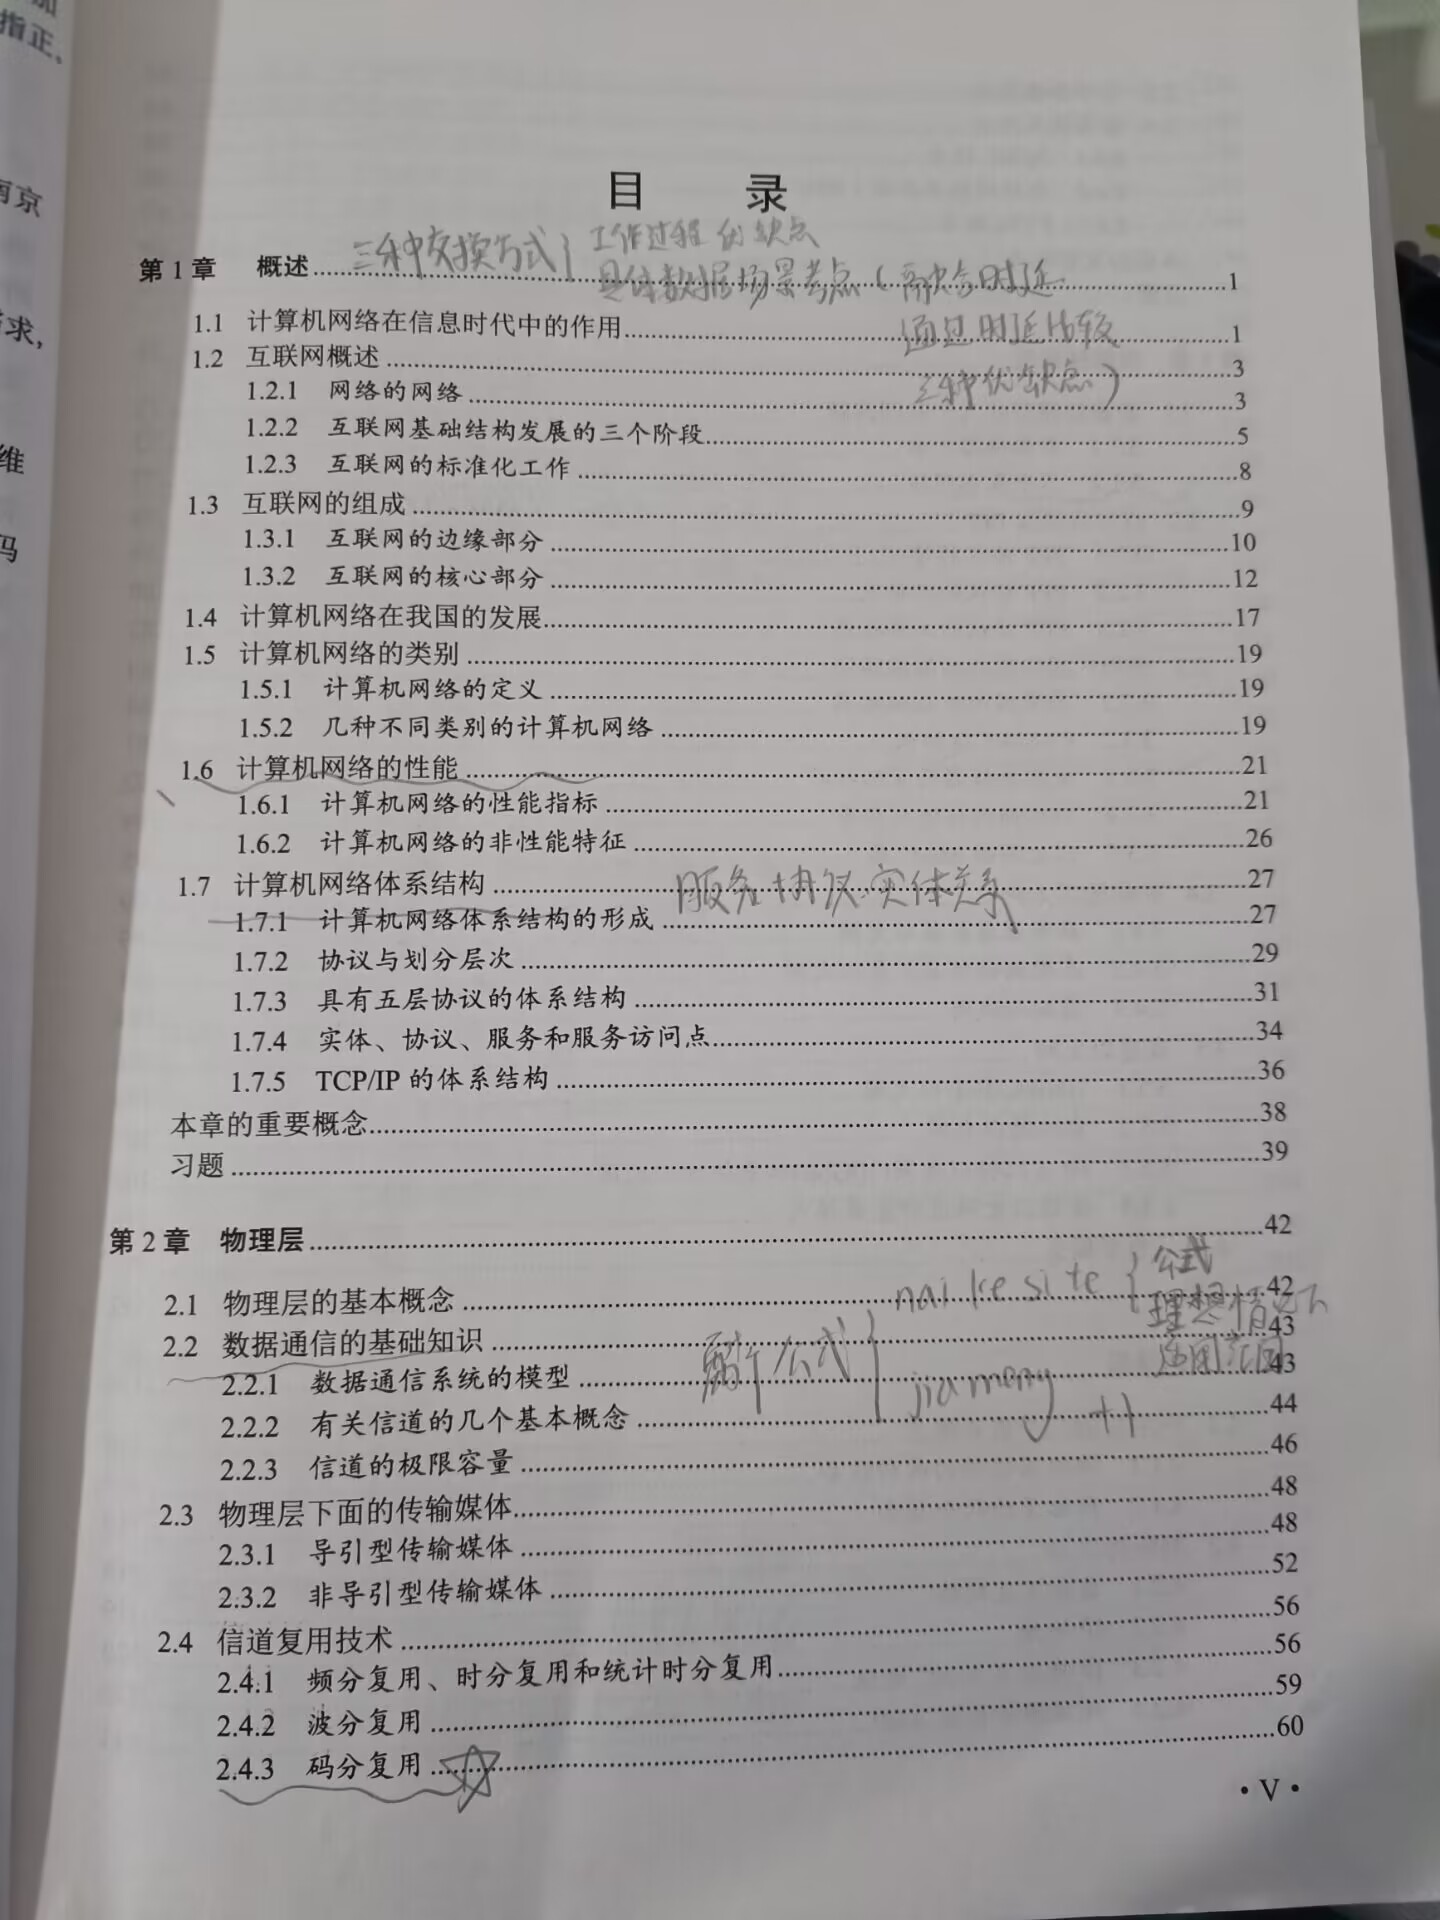 加
指正。
南京
求,
维
码
目 录
三种交换方式{ 工作过程 优缺点
第 1 章 概述 1
具体数据场景考点(融合时延
1.1 计算机网络在信息时代中的作用 1
通过时延比较
1.2 互联网概述 3
三种优缺点)
1.2.1 网络的网络 3
1.2.2 互联网基础结构发展的三个阶段 5
1.2.3 互联网的标准化工作 8
1.3 互联网的组成 9
1.3.1 互联网的边缘部分 10
1.3.2 互联网的核心部分 12
1.4 计算机网络在我国的发展 17
1.5 计算机网络的类别 19
1.5.1 计算机网络的定义 19
1.5.2 几种不同类别的计算机网络 19
1.6 计算机网络的性能 21
1.6.1 计算机网络的性能指标 21
1.6.2 计算机网络的非性能特征 26
1.7 计算机网络体系结构 27
服务 协议 实体关系
1.7.1 计算机网络体系结构的形成 27
1.7.2 协议与划分层次 29
1.7.3 具有五层协议的体系结构 31
1.7.4 实体、协议、服务和服务访问点 34
1.7.5 TCP/IP 的体系结构 36
本章的重要概念 38
习题 39
第 2 章 物理层 42
nai ke si te { 公式
2.1 物理层的基本概念 42
理想情况下
2.2 数据通信的基础知识 43
两个公式{
适用范围
2.2.1 数据通信系统的模型 43
jia nong +1
2.2.2 有关信道的几个基本概念 44
2.2.3 信道的极限容量 46
2.3 物理层下面的传输媒体 48
2.3.1 导引型传输媒体 48
2.3.2 非导引型传输媒体 52
2.4 信道复用技术 56
2.4.1 频分复用、时分复用和统计时分复用 56
2.4.2 波分复用 59
2.4.3 码分复用 60
• V •